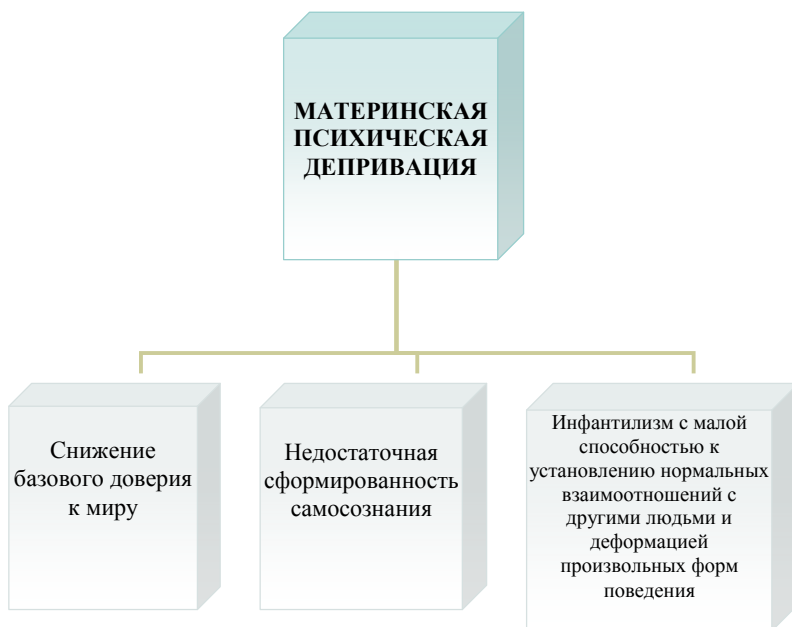 МАТЕРИНСКАЯ
ПСИХИЧЕСКАЯ
ДЕПРИВАЦИЯ
Снижение
базового доверия
к миру
Недостаточная
сформированность
самосознания
Инфантилизм с малой
способностью к
установлению нормальных
взаимоотношений с
другими людьми и
деформацией
произвольных форм
поведения